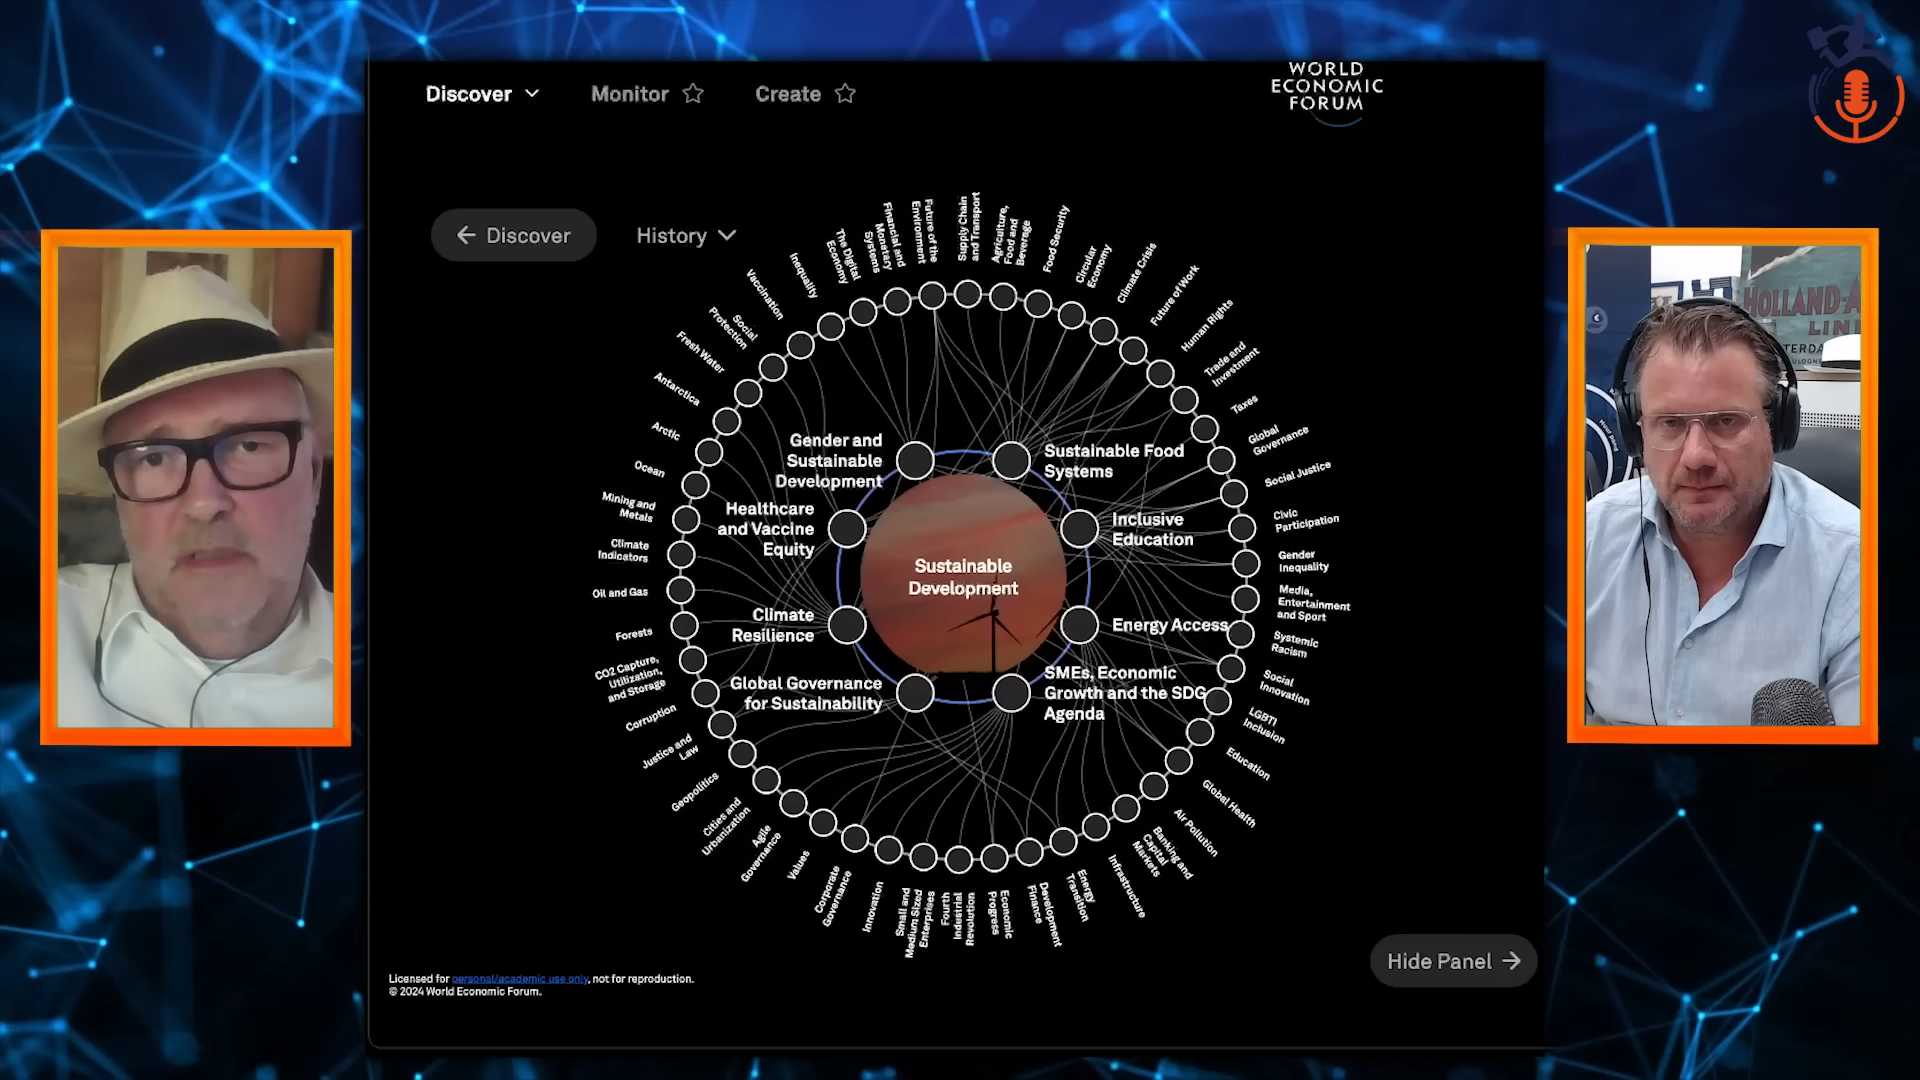 Discover
Monitor
Create
WORLD
ECONOMIC
FORUM
Discover
History
Sustainable
Development
Gender and
Sustainable
Development
Sustainable Food
Systems
Healthcare
and Vaccine
Equity
Inclusive
Education
Climate
Resilience
Energy Access
Global Governance
for Sustainability
SMEs, Economic
Growth and the SDG
Agenda
Supply Chain
and Transport
Agriculture,
Food and
Beverage
Food Security
Circular
Economy
Climate Crisis
Future of Work
Human Rights
Trade and
Investment
Taxes
Global
Governance
Social Justice
Civic
Participation
Gender
Inequality
Media,
Entertainment
and Sport
Systemic
Racism
Social
Innovation
LGBTI
Inclusion
Education
Global Health
Air Pollution
Banking and
Capital
Markets
Infrastructure
Energy
Transition
Development
Finance
Economic
Progress
Fourth
Industrial
Revolution
Small and
Medium Sized
Enterprises
Innovation
Corporate
Governance
Values
Agile
Governance
Cities and
Urbanization
Geopolitics
Justice and
Law
Corruption
CO2 Capture,
Utilization,
and Storage
Forests
Oil and Gas
Climate
Indicators
Mining and
Metals
Ocean
Arctic
Antarctica
Fresh Water
Social
Protection
Vaccination
Inequality
The Digital
Economy
Financial and
Monetary
Systems
Future of the
Environment
Hide Panel
Licensed for personal/academic use only, not for reproduction.
© 2024 World Economic Forum.
HOLLAND-A
LIN